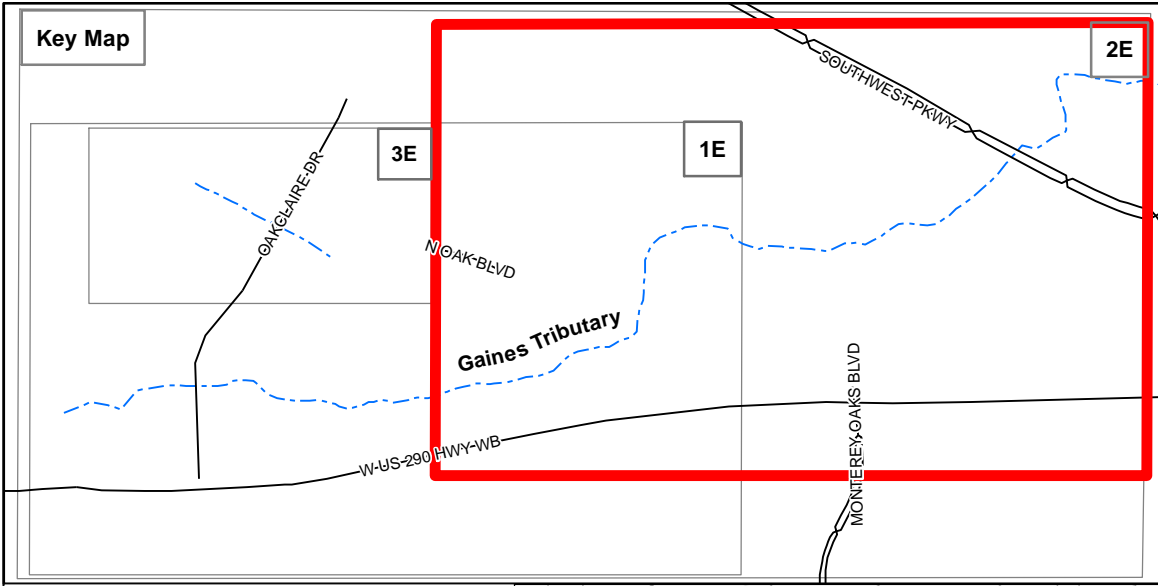 Key Map
2E
SOUTHWEST PKWY
3E
1E
OAKCLAIRE DR
N OAK BLVD
Gaines Tributary
MONTEREY OAKS BLVD
W US 290 HWY WB